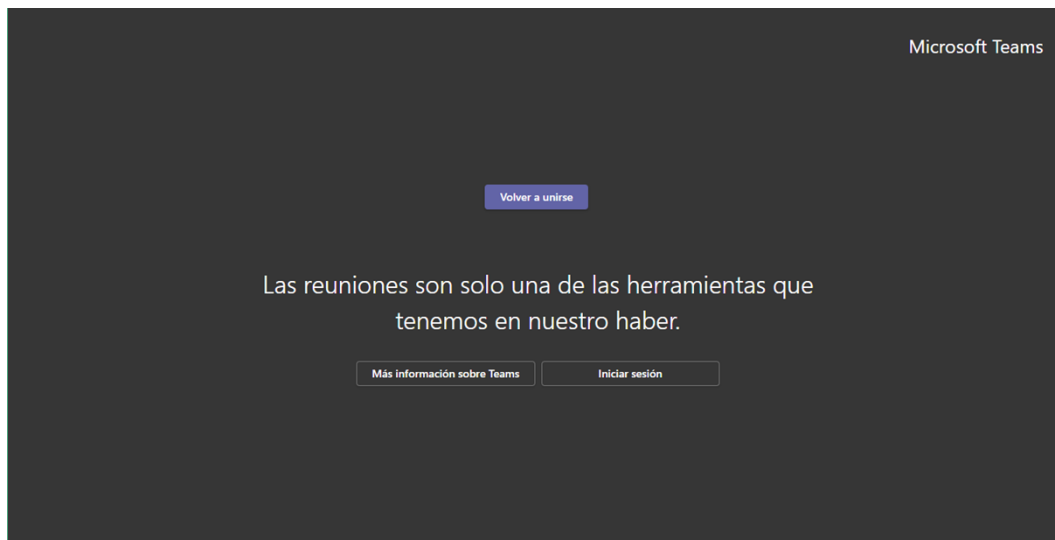 Microsoft Teams
Volver a unirse
Las reuniones son solo una de las herramientas que
tenemos en nuestro haber.
Más información sobre Teams
Iniciar sesión